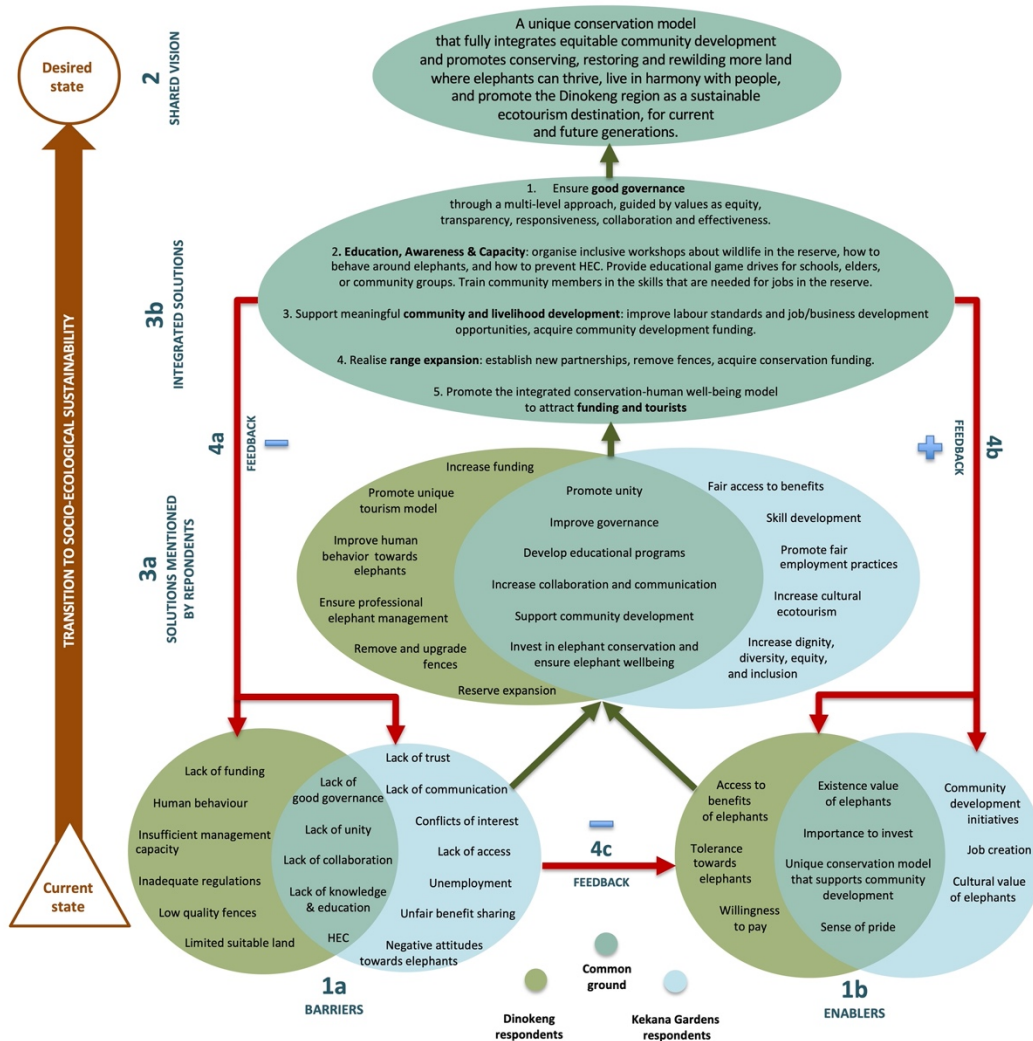 Desired
state
2
SHARED VISION
A unique conservation model
that fully integrates equitable community development
and promotes conserving, restoring and rewilding more land
where elephants can thrive, live in harmony with people,
and promote the Dinokeng region as a sustainable
ecotourism destination, for current
and future generations.
TRANSITION TO SOCIO-ECOLOGICAL SUSTAINABILITY
3b
INTEGRATED SOLUTIONS
1. Ensure good governance
through a multi-level approach, guided by values as equity,
transparency, responsiveness, collaboration and effectiveness.
2. Education, Awareness & Capacity: organise inclusive workshops about wildlife in the reserve, how to
behave around elephants, and how to prevent HEC. Provide educational game drives for schools, elders,
or community groups. Train community members in the skills that are needed for jobs in the reserve.
3. Support meaningful community and livelihood development: improve labour standards and job/business development
opportunities, acquire community development funding.
4. Realise range expansion: establish new partnerships, remove fences, acquire conservation funding.
5. Promote the integrated conservation-human well-being model
to attract funding and tourists
4a
FEEDBACK
4b
FEEDBACK
3a
SOLUTIONS MENTIONED
BY REPONDENTS
Increase funding
Promote unique
tourism model
Improve human
behavior towards
elephants
Ensure professional
elephant management
Remove and upgrade
fences
Reserve expansion
Promote unity
Improve governance
Develop educational programs
Increase collaboration and communication
Support community development
Invest in elephant conservation and
ensure elephant wellbeing
Fair access to benefits
Skill development
Promote fair
employment practices
Increase cultural
ecotourism
Increase dignity,
diversity, equity,
and inclusion
Current
state
Lack of funding
Human behaviour
Insufficient management
capacity
Inadequate regulations
Low quality fences
Limited suitable land
Lack of
good governance
Lack of unity
Lack of collaboration
Lack of knowledge
& education
HEC
Lack of trust
Lack of communication
Conflicts of interest
Lack of access
Unemployment
Unfair benefit sharing
Negative attitudes
towards elephants
4c
FEEDBACK
Access to
benefits
of elephants
Tolerance
towards
elephants
Willingness
to pay
Existence value
of elephants
Importance to invest
Unique conservation model
that supports community
development
Sense of pride
Community
development
initiatives
Job creation
Cultural value
of elephants
1a
BARRIERS
1b
ENABLERS
Common
ground
Dinokeng
respondents
Kekana Gardens
respondents